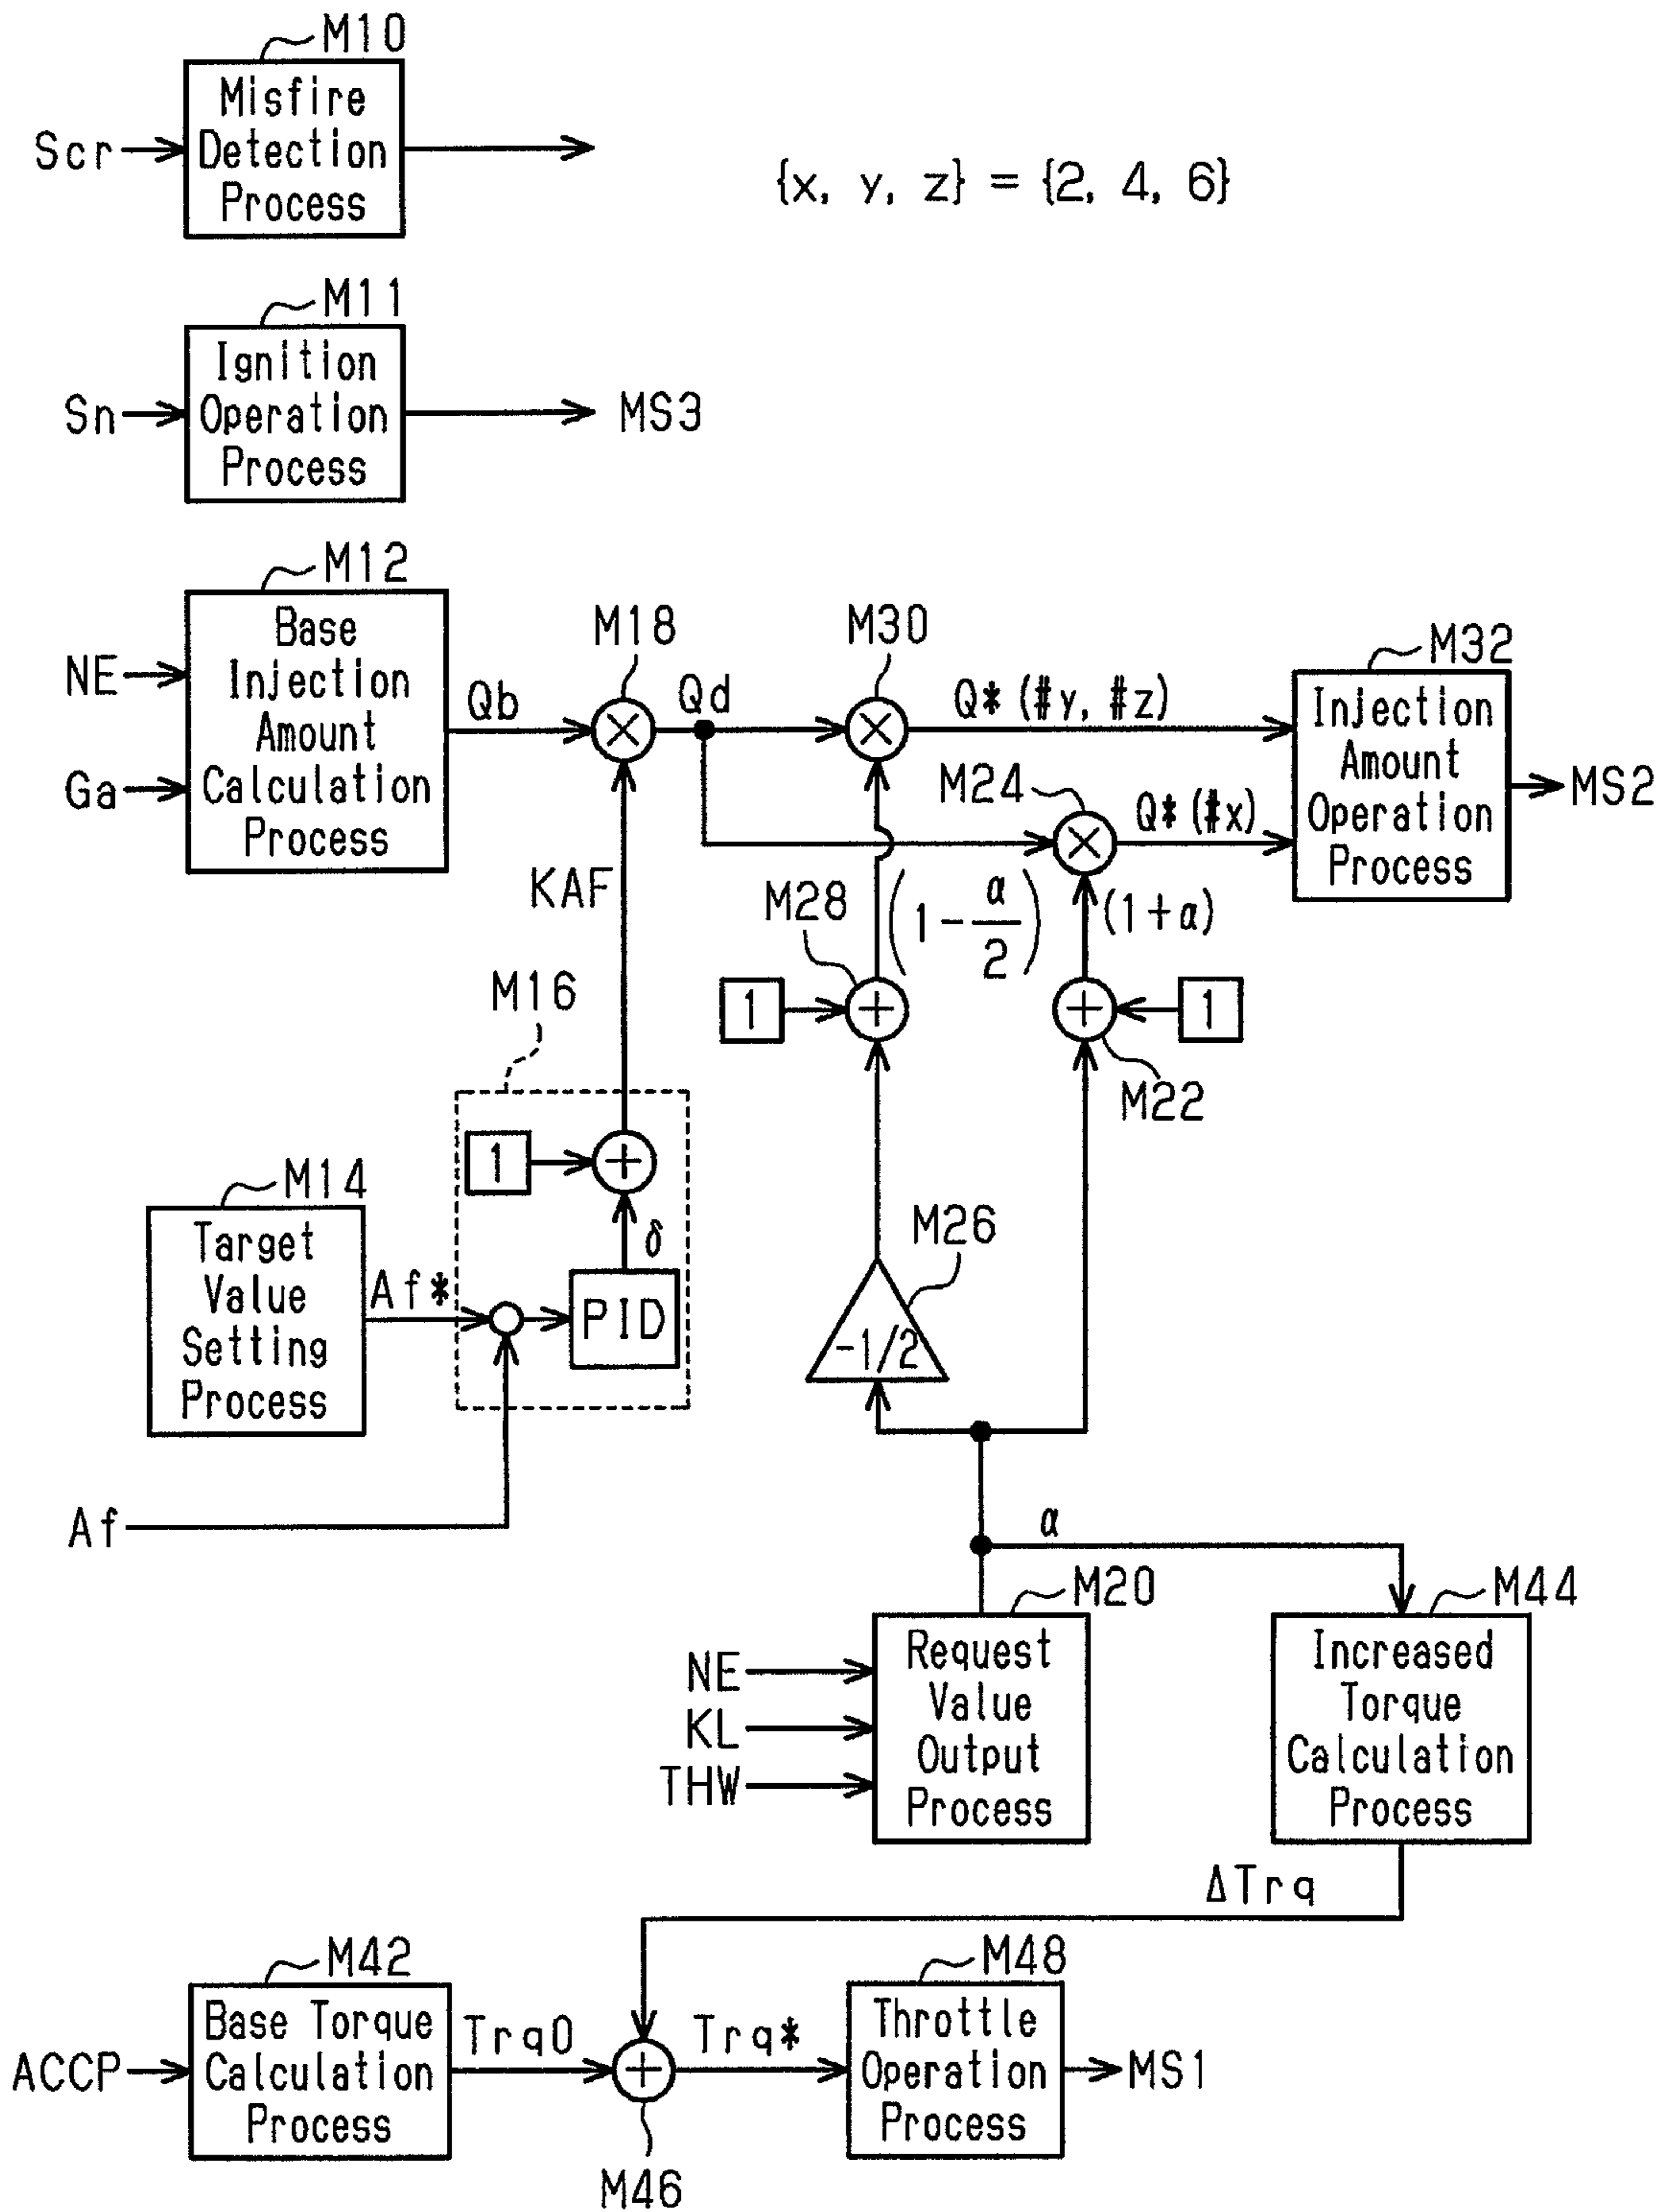 M10
Misfire
Detection
Process
Scr
{x, y, z} = {2, 4, 6}
M11
Ignition
Operation
Process
Sn
MS3
M12
Base
Injection
Amount
Calculation
Process
NE
Ga
Qb
M18
Qd
M30
Q* (#y, #z)
M24
Q* (#x)
M32
Injection
Amount
Operation
Process
MS2
KAF
M28
(1 - α/2)
(1+α)
1
1
M22
M16
1
δ
PID
M14
Target
Value
Setting
Process
Af*
Af
M26
-1/2
α
M20
Request
Value
Output
Process
NE
KL
THW
M44
Increased
Torque
Calculation
Process
ΔTrq
M42
Base Torque
Calculation
Process
ACCP
Trq0
M46
Trq*
M48
Throttle
Operation
Process
MS1